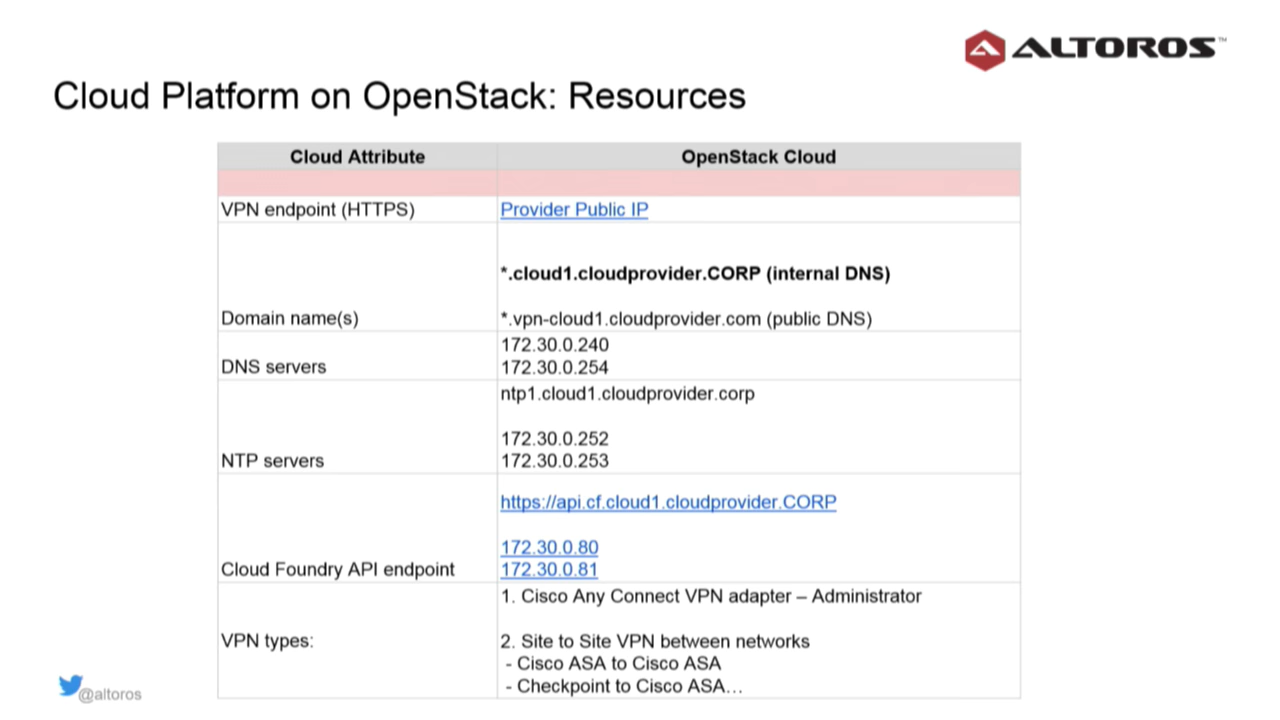 ALTOROS™
Cloud Platform on OpenStack: Resources
Cloud Attribute
OpenStack Cloud
VPN endpoint (HTTPS)
Provider Public IP
Domain name(s)
*.cloud1.cloudprovider.CORP (internal DNS)
*.vpn-cloud1.cloudprovider.com (public DNS)
DNS servers
172.30.0.240
172.30.0.254
NTP servers
ntp1.cloud1.cloudprovider.corp
172.30.0.252
172.30.0.253
Cloud Foundry API endpoint
https://api.cf.cloud1.cloudprovider.CORP
172.30.0.80
172.30.0.81
VPN types:
1. Cisco Any Connect VPN adapter – Administrator
2. Site to Site VPN between networks
- Cisco ASA to Cisco ASA
- Checkpoint to Cisco ASA…
@altoros